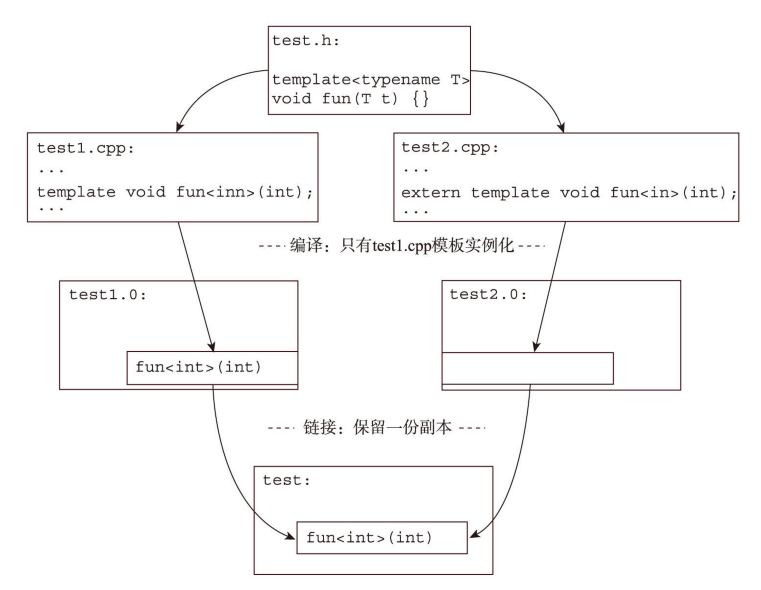 test.h:
template<typename T>
void fun(T t) {}
test1.cpp:
...
template void fun<inn>(int);
...
test2.cpp:
...
extern template void fun<in>(int);
...
---- 编译：只有test1.cpp模板实例化 ----
test1.0:
fun<int>(int)
test2.0:
---- 链接：保留一份副本 ----
test:
fun<int>(int)